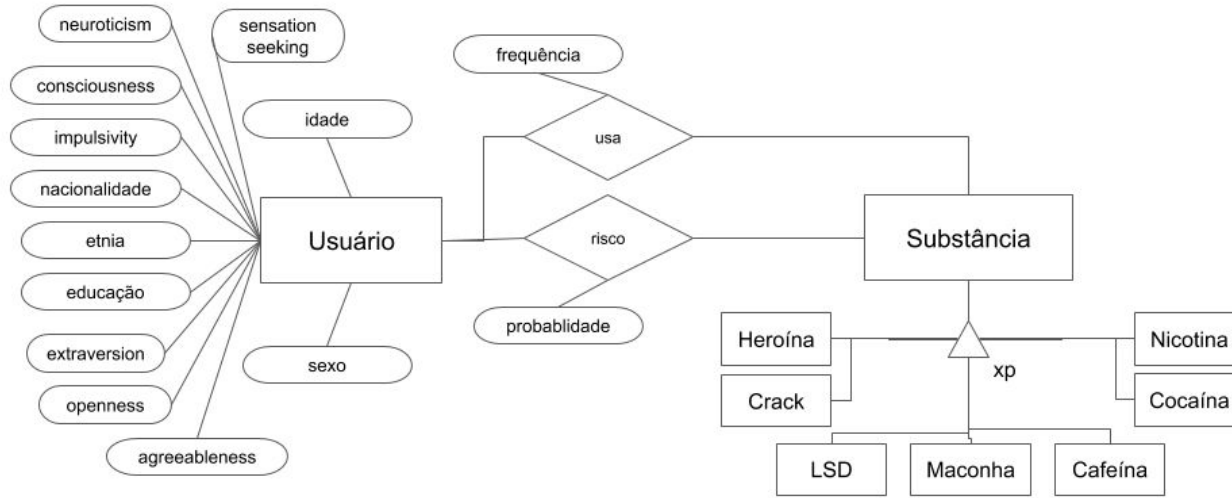 neuroticism
sensation
seeking
consciousness
impulsivity
nacionalidade
etnia
educação
extraversion
openness
agreeableness
idade
Usuário
sexo
frequência
usa
risco
probablidade
Substância
Heroína
Crack
xp
Nicotina
Cocaína
LSD
Maconha
Cafeína